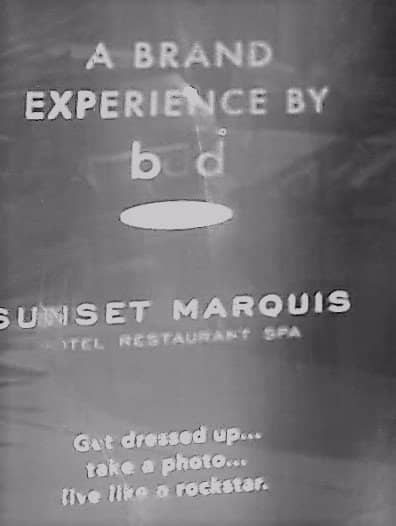 A BRAND
EXPERIENCE BY
SUNSET MARQUIS
HOTEL RESTAURANT SPA
Get dressed up...
take a photo...
live like a rockstar.